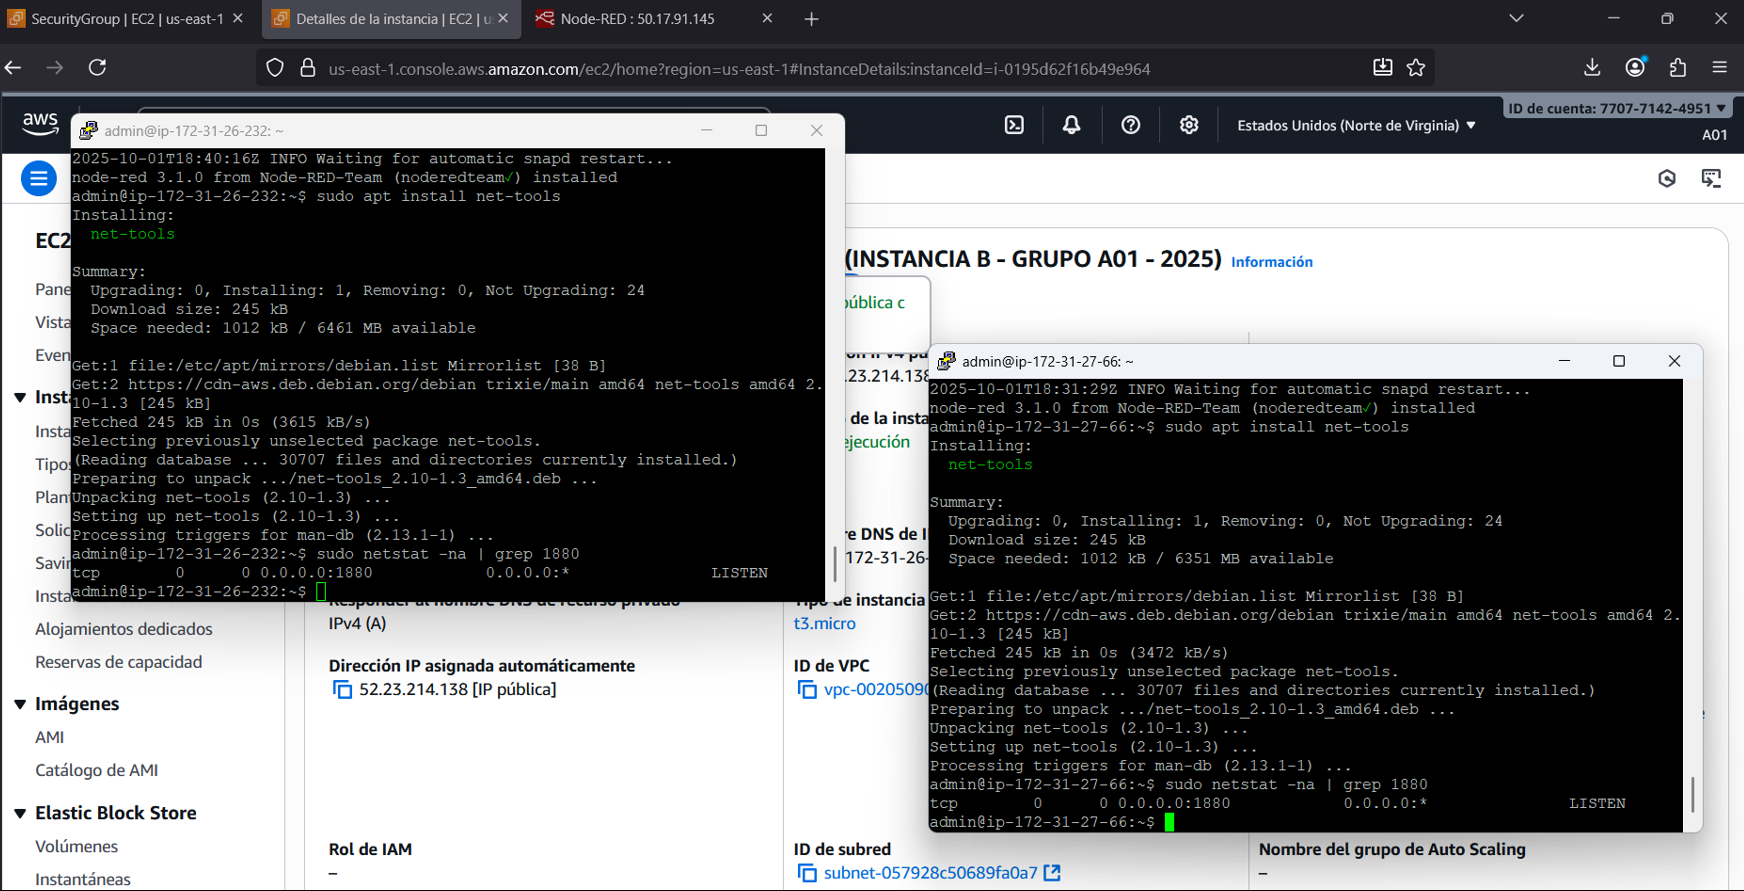 SecurityGroup | EC2 | us-east-1
Detalles de la instancia | EC2 | u
Node-RED : 50.17.91.145
us-east-1.console.aws.amazon.com/ec2/home?region=us-east-1#InstanceDetails:instanceId=i-0195d62f16b49e964
aws
Estados Unidos (Norte de Virginia)
ID de cuenta: 7707-7142-4951
A01
admin@ip-172-31-26-232: ~
2025-10-01T18:40:16Z INFO Waiting for automatic snapd restart...
node-red 3.1.0 from Node-RED-Team (noderedteam✓) installed
admin@ip-172-31-26-232:~$ sudo apt install net-tools
Installing:
net-tools
Summary:
Upgrading: 0, Installing: 1, Removing: 0, Not Upgrading: 24
Download size: 245 kB
Space needed: 1012 kB / 6461 MB available
Get:1 file:/etc/apt/mirrors/debian.list Mirrorlist [38 B]
Get:2 https://cdn-aws.deb.debian.org/debian trixie/main amd64 net-tools amd64 2.
10-1.3 [245 kB]
Fetched 245 kB in 0s (3615 kB/s)
Selecting previously unselected package net-tools.
(Reading database ... 30707 files and directories currently installed.)
Preparing to unpack .../net-tools_2.10-1.3_amd64.deb ...
Unpacking net-tools (2.10-1.3) ...
Setting up net-tools (2.10-1.3) ...
Processing triggers for man-db (2.13.1-1) ...
admin@ip-172-31-26-232:~$ sudo netstat -na | grep 1880
tcp 0 0 0.0.0.0:1880 0.0.0.0:* LISTEN
admin@ip-172-31-26-232:~$
EC2
Pane
Vista
Even
Insta
Insta
Tipos
Plant
Solic
Savin
Insta
Alojamientos dedicados
Reservas de capacidad
Imágenes
AMI
Catálogo de AMI
Elastic Block Store
Volúmenes
Instantáneas
(INSTANCIA B - GRUPO A01 - 2025) Información
pública c
ón IPv4 pú
.23.214.138
o de la insta
ejecución
re DNS de I
172-31-26-
Responder al nombre DNS de recurso privado
IPv4 (A)
Tipo de instancia
t3.micro
Dirección IP asignada automáticamente
52.23.214.138 [IP pública]
ID de VPC
vpc-0020509
Rol de IAM
–
ID de subred
subnet-057928c50689fa0a7
Nombre del grupo de Auto Scaling
–
admin@ip-172-31-27-66: ~
2025-10-01T18:31:29Z INFO Waiting for automatic snapd restart...
node-red 3.1.0 from Node-RED-Team (noderedteam✓) installed
admin@ip-172-31-27-66:~$ sudo apt install net-tools
Installing:
net-tools
Summary:
Upgrading: 0, Installing: 1, Removing: 0, Not Upgrading: 24
Download size: 245 kB
Space needed: 1012 kB / 6351 MB available
Get:1 file:/etc/apt/mirrors/debian.list Mirrorlist [38 B]
Get:2 https://cdn-aws.deb.debian.org/debian trixie/main amd64 net-tools amd64 2.
10-1.3 [245 kB]
Fetched 245 kB in 0s (3472 kB/s)
Selecting previously unselected package net-tools.
(Reading database ... 30707 files and directories currently installed.)
Preparing to unpack .../net-tools_2.10-1.3_amd64.deb ...
Unpacking net-tools (2.10-1.3) ...
Setting up net-tools (2.10-1.3) ...
Processing triggers for man-db (2.13.1-1) ...
admin@ip-172-31-27-66:~$ sudo netstat -na | grep 1880
tcp 0 0 0.0.0.0:1880 0.0.0.0:* LISTEN
admin@ip-172-31-27-66:~$